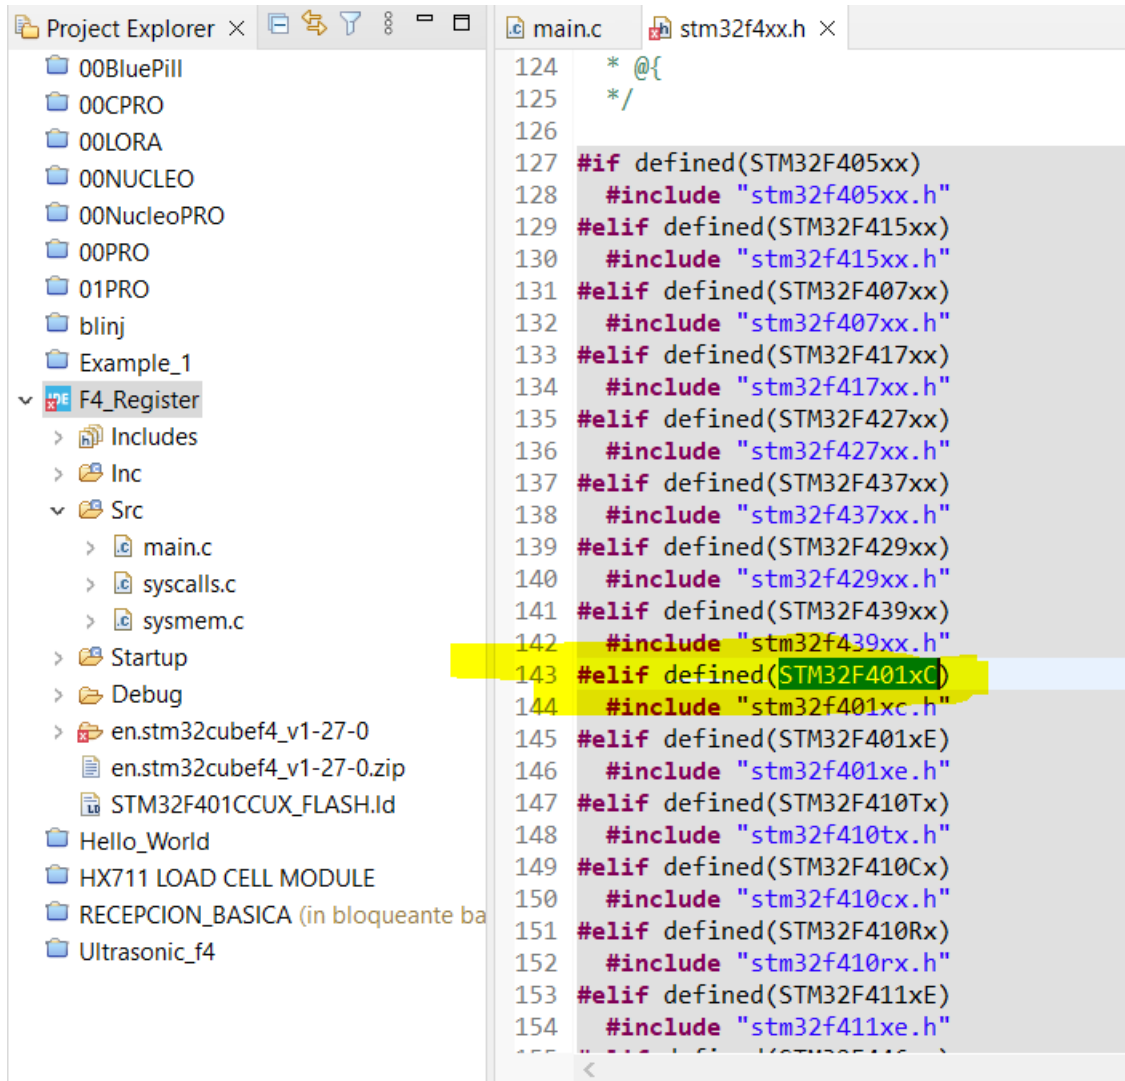 Project Explorer
00BluePill
00CPRO
00LORA
00NUCLEO
00NucleoPRO
00PRO
01PRO
blinj
Example_1
F4_Register
Includes
Inc
Src
main.c
syscalls.c
sysmem.c
Startup
Debug
en.stm32cubef4_v1-27-0
en.stm32cubef4_v1-27-0.zip
STM32F401CCUX_FLASH.ld
Hello_World
HX711 LOAD CELL MODULE
RECEPCION_BASICA (in bloqueante ba
Ultrasonic_f4
main.c
stm32f4xx.h
124 * @{
125 */
126
127 #if defined(STM32F405xx)
128 #include "stm32f405xx.h"
129 #elif defined(STM32F415xx)
130 #include "stm32f415xx.h"
131 #elif defined(STM32F407xx)
132 #include "stm32f407xx.h"
133 #elif defined(STM32F417xx)
134 #include "stm32f417xx.h"
135 #elif defined(STM32F427xx)
136 #include "stm32f427xx.h"
137 #elif defined(STM32F437xx)
138 #include "stm32f437xx.h"
139 #elif defined(STM32F429xx)
140 #include "stm32f429xx.h"
141 #elif defined(STM32F439xx)
142 #include "stm32f439xx.h"
143 #elif defined(STM32F401xC)
144 #include "stm32f401xc.h"
145 #elif defined(STM32F401xE)
146 #include "stm32f401xe.h"
147 #elif defined(STM32F410Tx)
148 #include "stm32f410tx.h"
149 #elif defined(STM32F410Cx)
150 #include "stm32f410cx.h"
151 #elif defined(STM32F410Rx)
152 #include "stm32f410rx.h"
153 #elif defined(STM32F411xE)
154 #include "stm32f411xe.h"